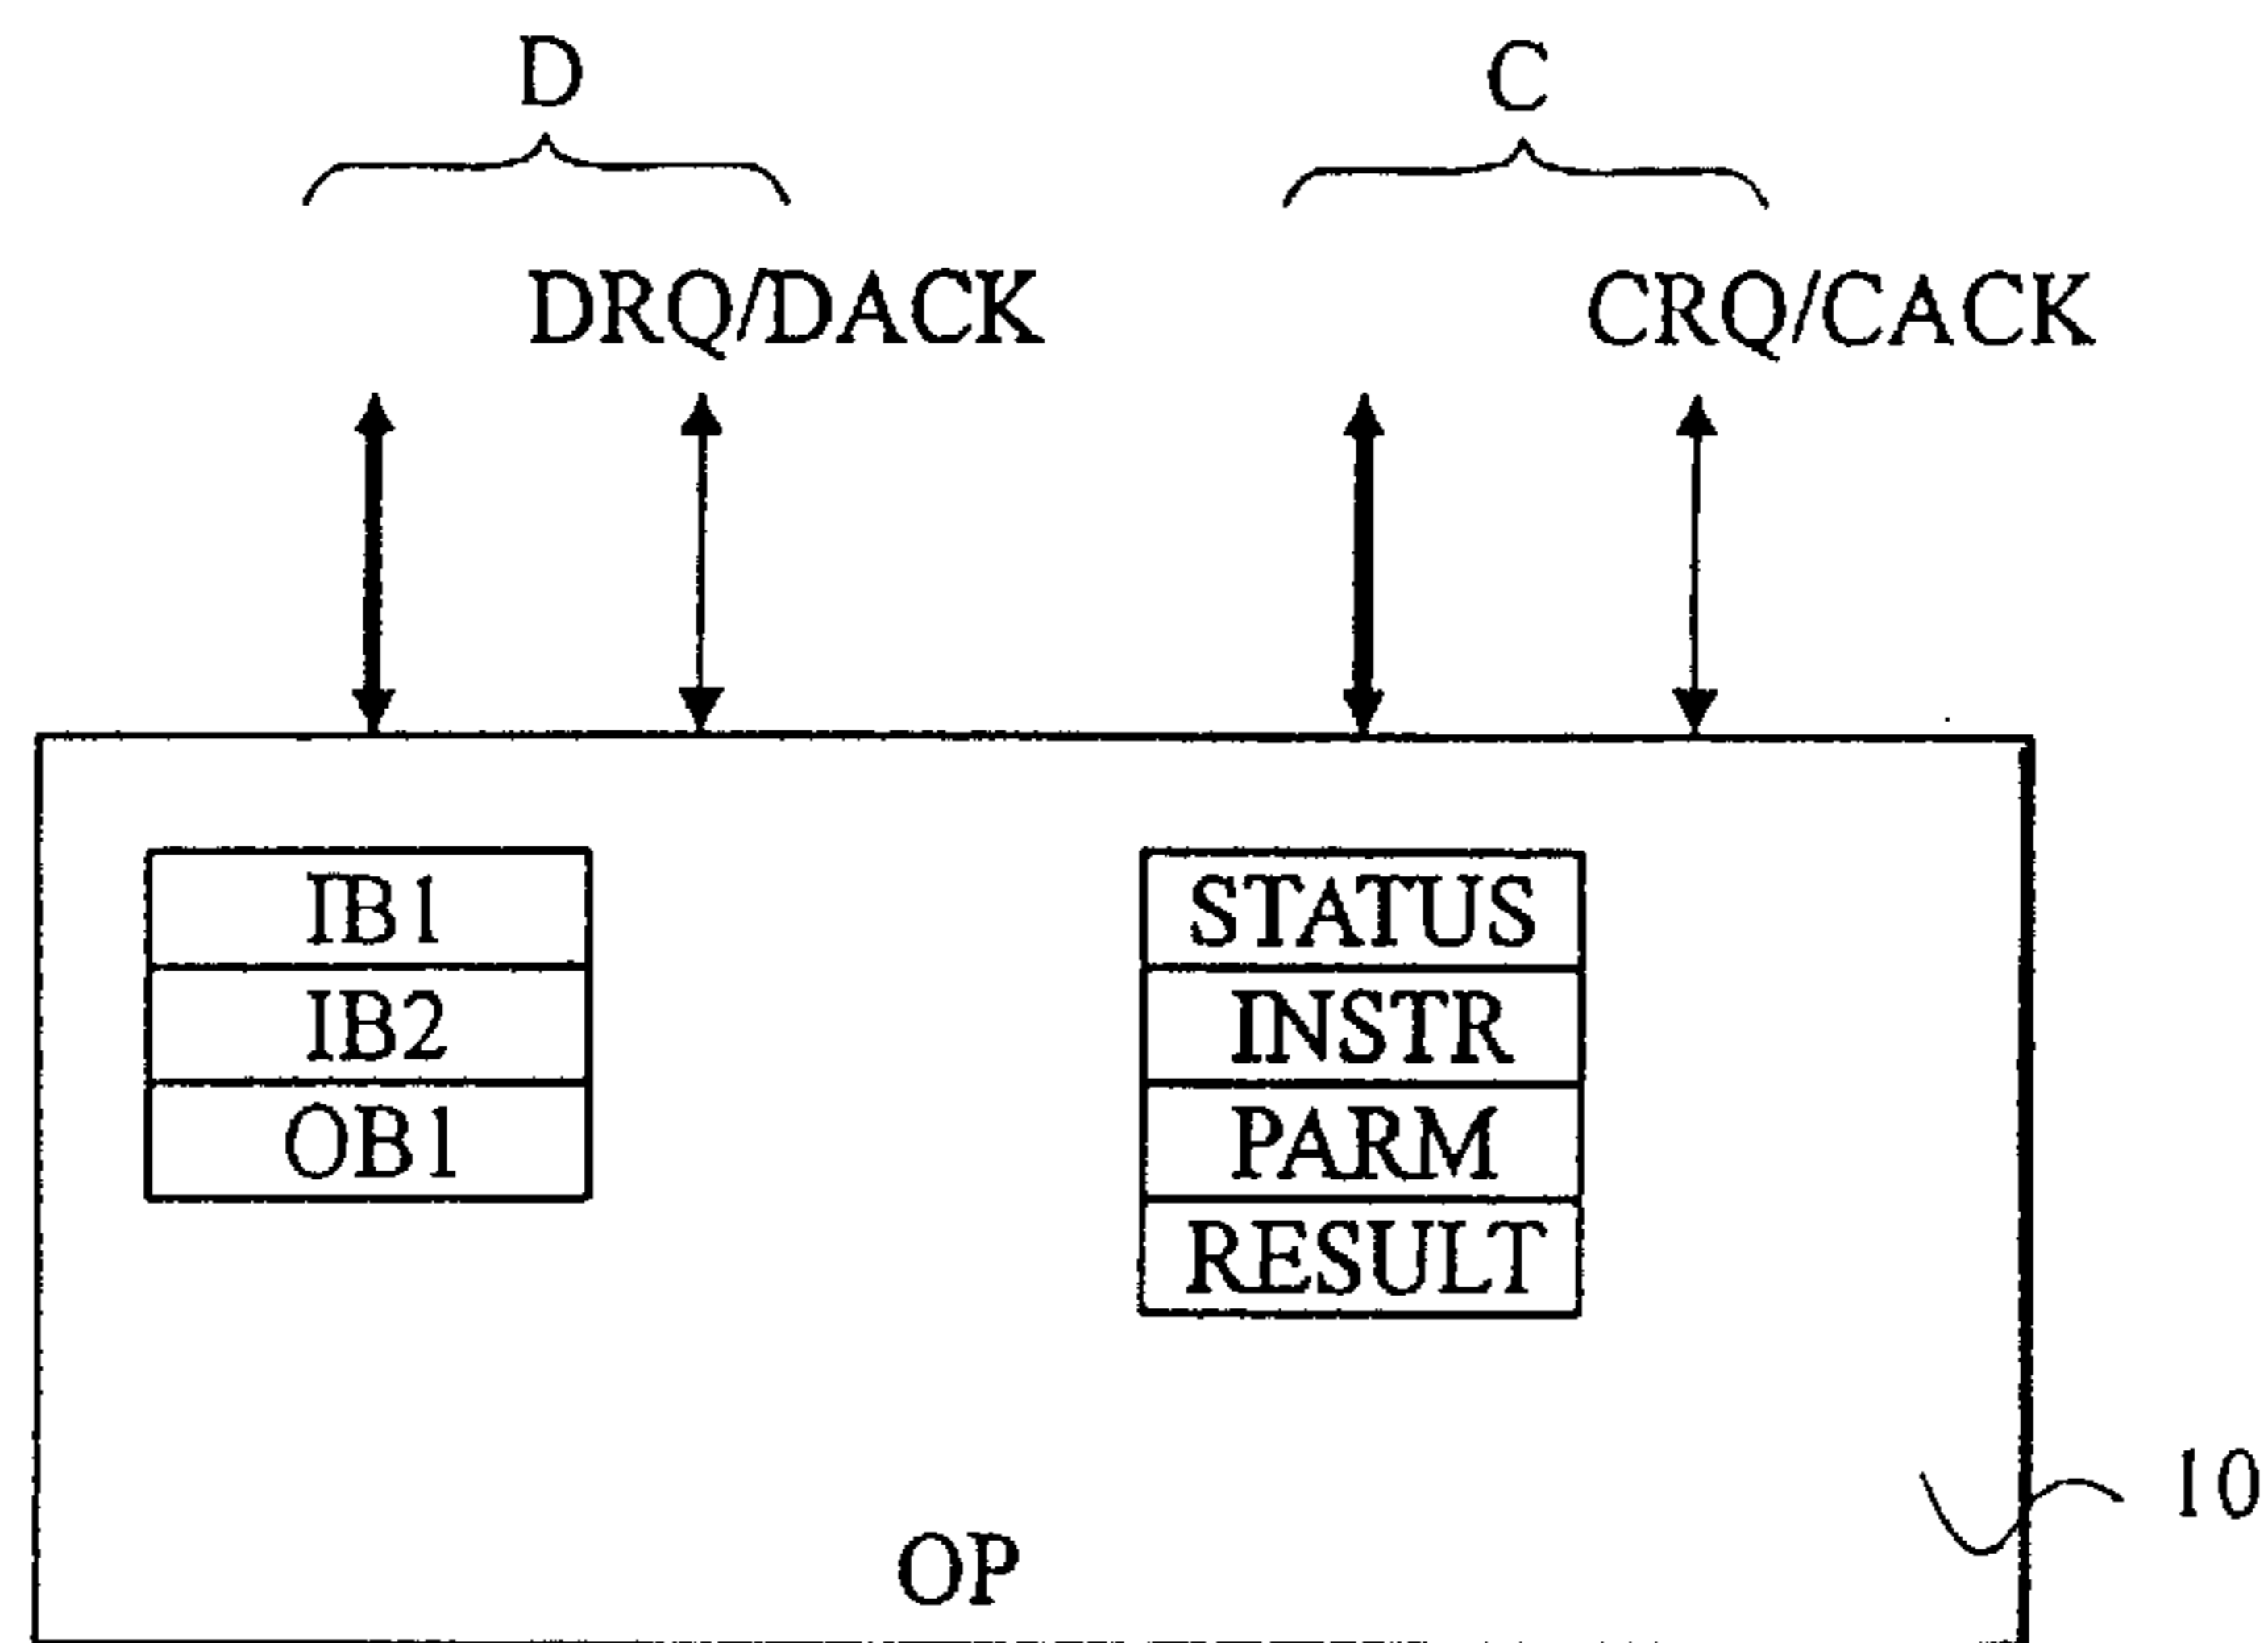 D
C
DRQ/DACK
CRQ/CACK
IB1
IB2
OB1
STATUS
INSTR
PARM
RESULT
10
OP